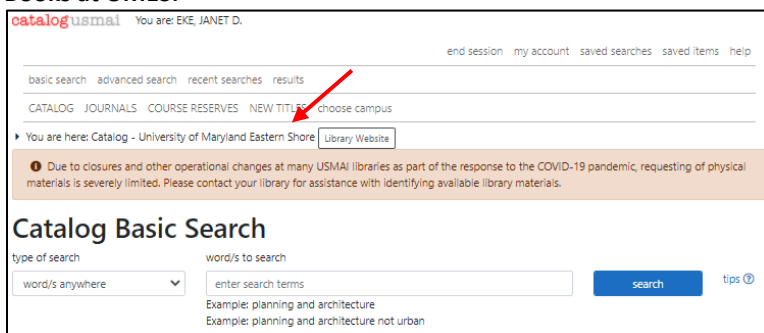 catalogusmai You are: EKE, JANET D.
end session my account saved searches saved items help
basic search advanced search recent searches results
CATALOG JOURNALS COURSE RESERVES NEW TITLES choose campus
You are here: Catalog - University of Maryland Eastern Shore Library Website
Due to closures and other operational changes at many USMAI libraries as part of the response to the COVID-19 pandemic, requesting of physical
materials is severely limited. Please contact your library for assistance with identifying available library materials.
Catalog Basic Search
type of search word/s to search
word/s anywhere enter search terms search tips ?
Example: planning and architecture
Example: planning and architecture not urban